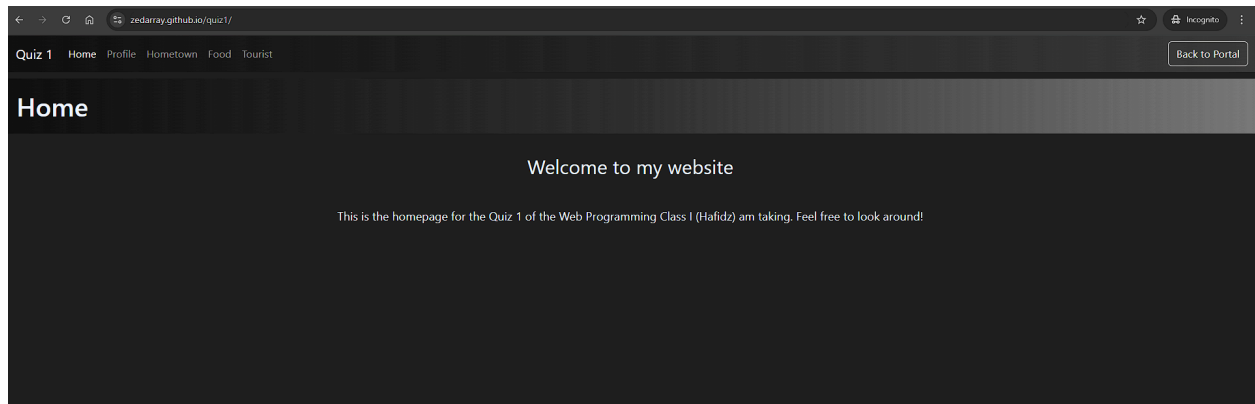 zedarray.github.io/quiz1/
Incognito
Quiz 1 Home Profile Hometown Food Tourist Back to Portal
Home
Welcome to my website
This is the homepage for the Quiz 1 of the Web Programming Class I (Hafidz) am taking. Feel free to look around!